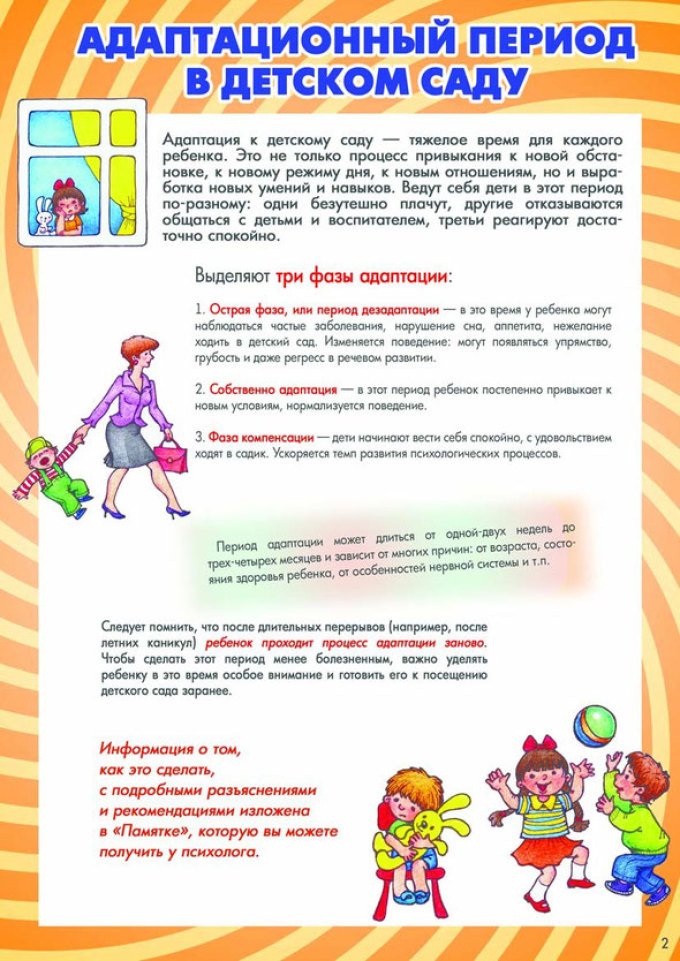 АДАПТАЦИОННЫЙ ПЕРИОД
В ДЕТСКОМ САДУ
Адаптация к детскому саду — тяжелое время для каждого
ребенка. Это не только процесс привыкания к новой обста-
новке, к новому режиму дня, к новым отношениям, но и выра-
ботка новых умений и навыков. Ведут себя дети в этот период
по-разному: одни безутешно плачут, другие отказываются
общаться с детьми и воспитателем, третьи реагируют доста-
точно спокойно.
Выделяют три фазы адаптации:
1. Острая фаза, или период дезадаптации — в это время у ребенка могут
наблюдаться частые заболевания, нарушение сна, аппетита, нежелание
ходить в детский сад. Изменяется поведение: могут появляться упрямство,
грубость и даже регресс в речевом развитии.
2. Собственно адаптация — в этот период ребенок постепенно привыкает к
новым условиям, нормализуется поведение.
3. Фаза компенсации — дети начинают вести себя спокойно, с удовольствием
ходят в садик. Ускоряется темп развития психологических процессов.
Период адаптации может длиться от одной-двух недель до
трех-четырех месяцев и зависит от многих причин: от возраста, состо-
яния здоровья ребенка, от особенностей нервной системы и т.п.
Следует помнить, что после длительных перерывов (например, после
летних каникул) ребенок проходит процесс адаптации заново.
Чтобы сделать этот период менее болезненным, важно уделять
ребенку в это время особое внимание и готовить его к посещению
детского сада заранее.
Информация о том,
как это сделать,
с подробными разъяснениями
и рекомендациями изложена
в «Памятке», которую вы можете
получить у психолога.
2